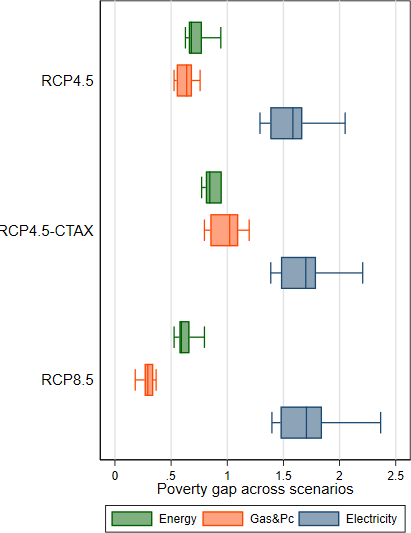 RCP4.5
RCP4.5-CTAX
RCP8.5
0 .5 1 1.5 2 2.5
Poverty gap across scenarios
Energy Gas&Pc Electricity